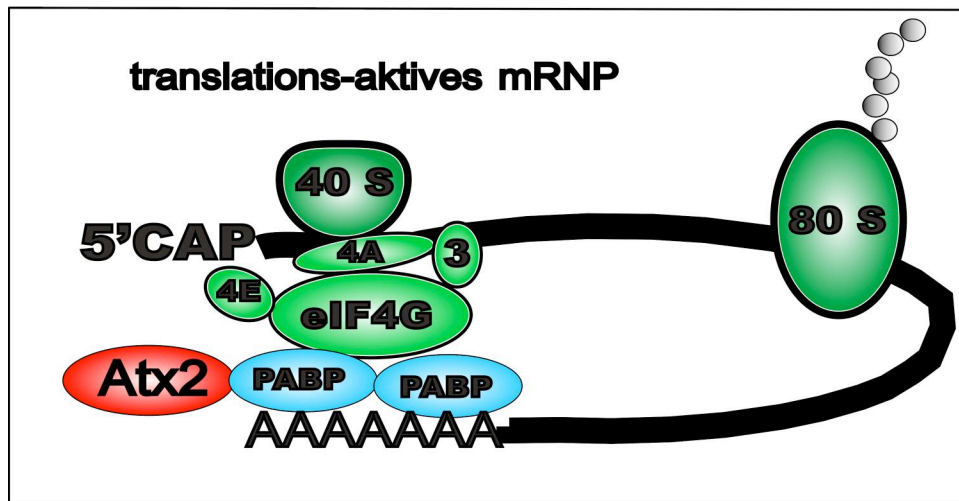 translations-aktives mRNP
40 S
5'CAP
4A
3
80 S
4E
eIF4G
Atx2
PABP
PABP
AAAAAAA